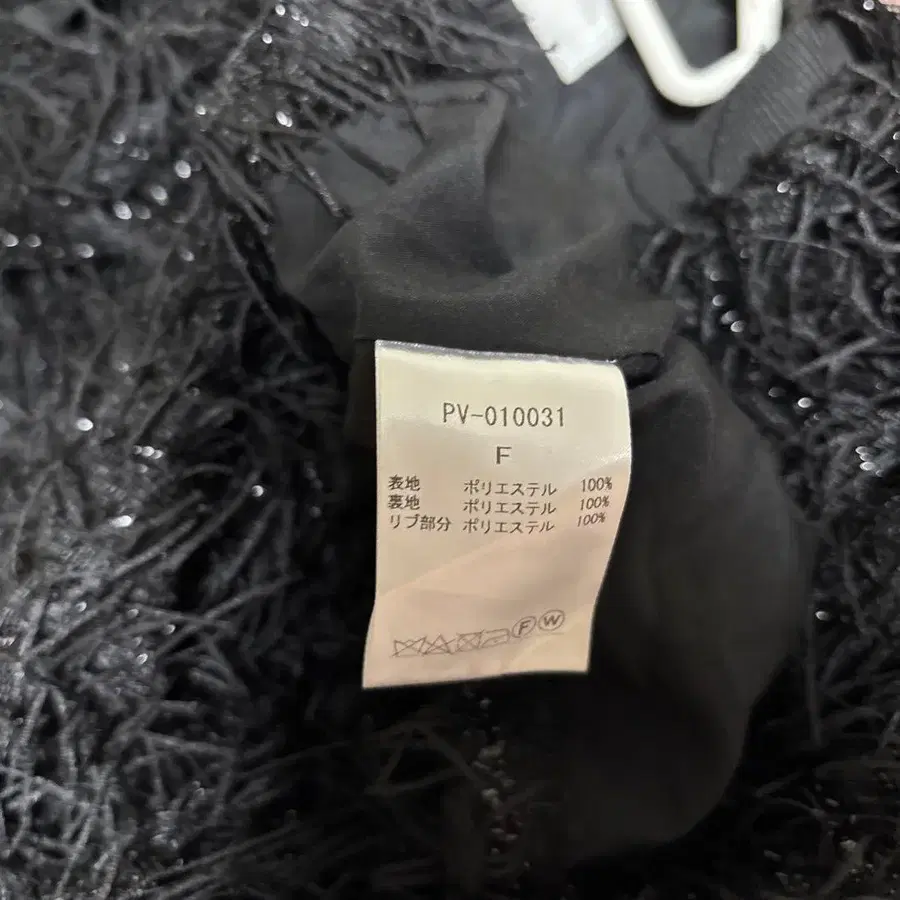 PV-010031
F
表地 ポリエステル 100%
裏地 ポリエステル 100%
リブ部分 ポリエステル 100%
F W